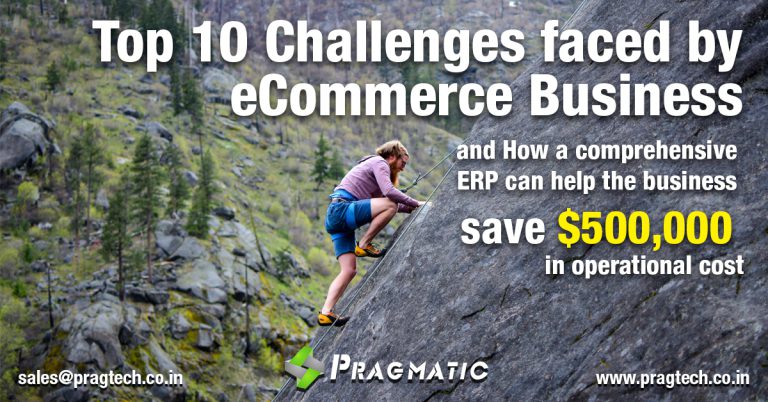 Top 10 Challenges faced by
eCommerce Business
and How a comprehensive
ERP can help the business
save $500,000
in operational cost
PRAGMATIC
sales@pragtech.co.in
www.pragtech.co.in